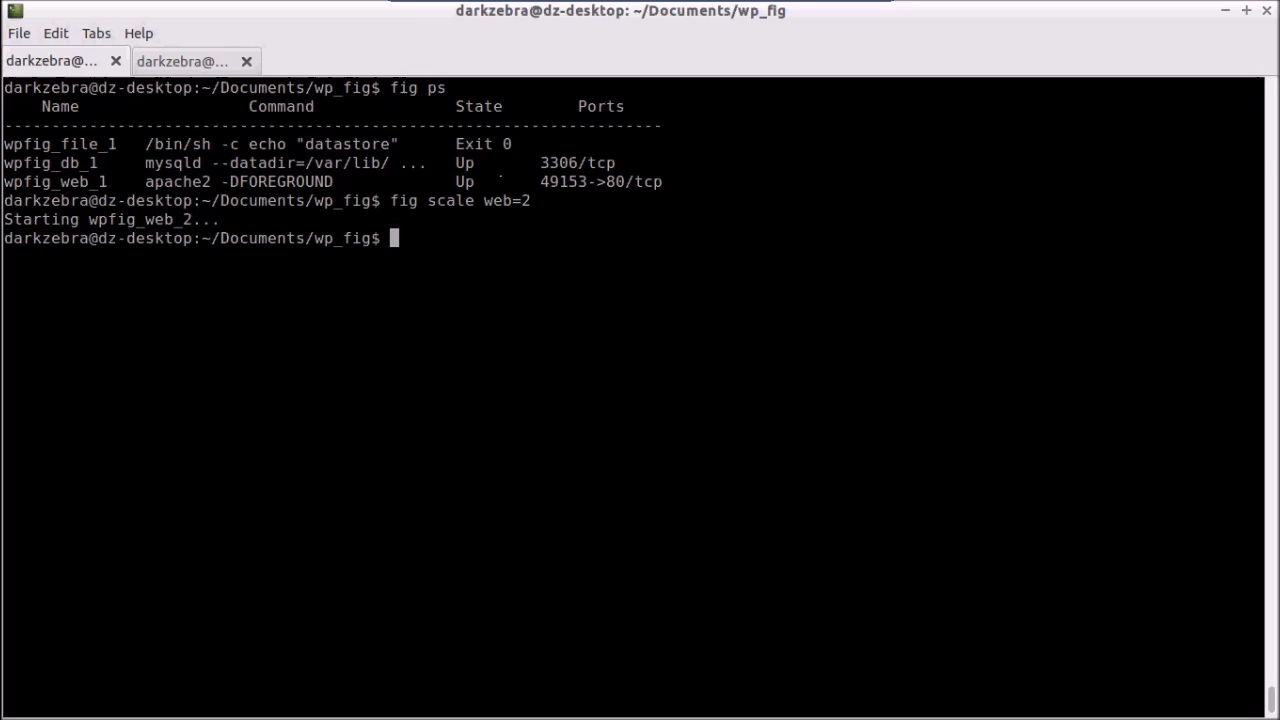 darkzebra@dz-desktop: ~/Documents/wp_fig
File Edit Tabs Help
darkzebra@... darkzebra@...
darkzebra@dz-desktop:~/Documents/wp_fig$ fig ps
Name Command State Ports
-----------------------------------------------------------------------
wpfig_file_1 /bin/sh -c echo "datastore" Exit 0
wpfig_db_1 mysqld --datadir=/var/lib/ ... Up 3306/tcp
wpfig_web_1 apache2 -DFOREGROUND Up 49153->80/tcp
darkzebra@dz-desktop:~/Documents/wp_fig$ fig scale web=2
Starting wpfig_web_2...
darkzebra@dz-desktop:~/Documents/wp_fig$